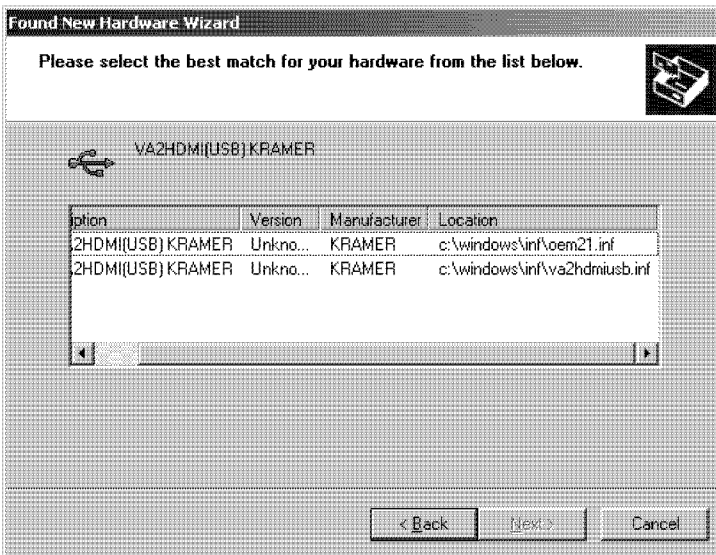 Found New Hardware Wizard
Please select the best match for your hardware from the list below.
VA2HDMI(USB) KRAMER
iption Version Manufacturer Location
2HDMI(USB) KRAMER Unkno... KRAMER c:\windows\inf\oem21.inf
2HDMI(USB) KRAMER Unkno... KRAMER c:\windows\inf\va2hdmiusb.inf
< Back Next > Cancel